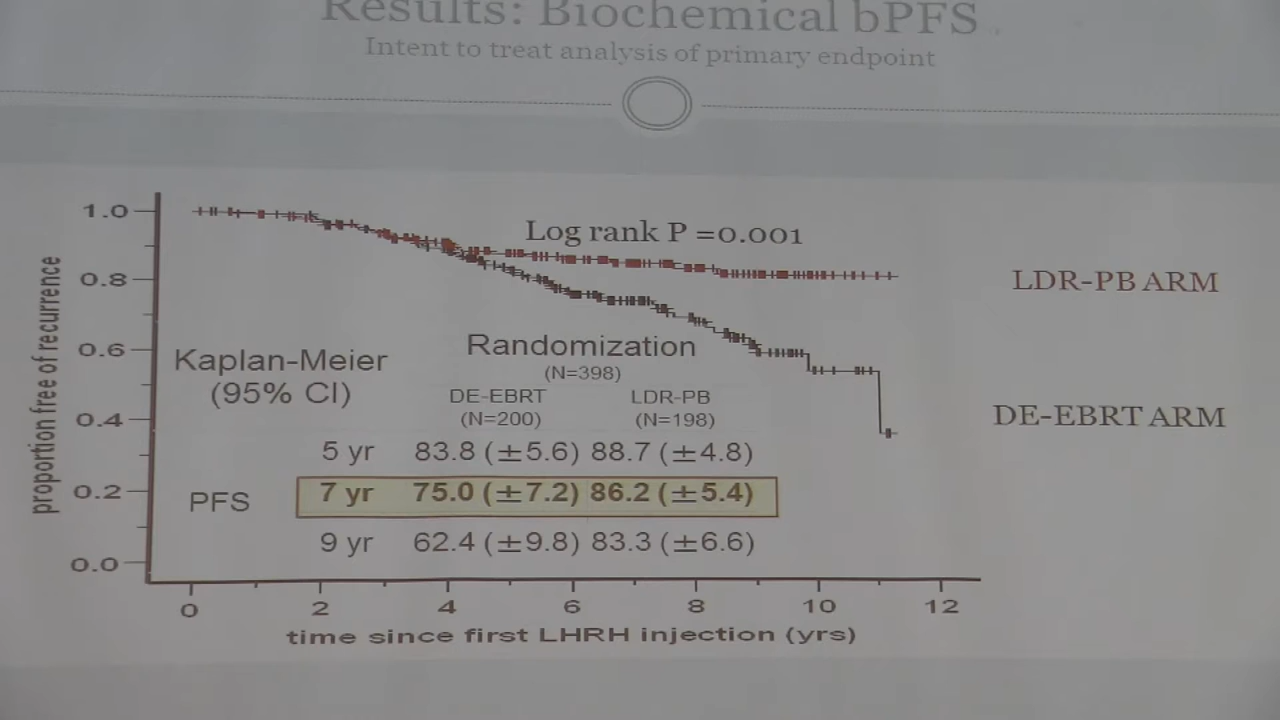 Results: Biochemical bPFS
Intent to treat analysis of primary endpoint
proportion free of recurrence
1.0
0.8
0.6
0.4
0.2
0.0
Log rank P =0.001
LDR-PB ARM
DE-EBRT ARM
Kaplan-Meier
(95% CI)
Randomization
(N=398)
DE-EBRT LDR-PB
(N=200) (N=198)
5 yr 83.8 (±5.6) 88.7 (±4.8)
PFS 7 yr 75.0 (±7.2) 86.2 (±5.4)
9 yr 62.4 (±9.8) 83.3 (±6.6)
0 2 4 6 8 10 12
time since first LHRH injection (yrs)